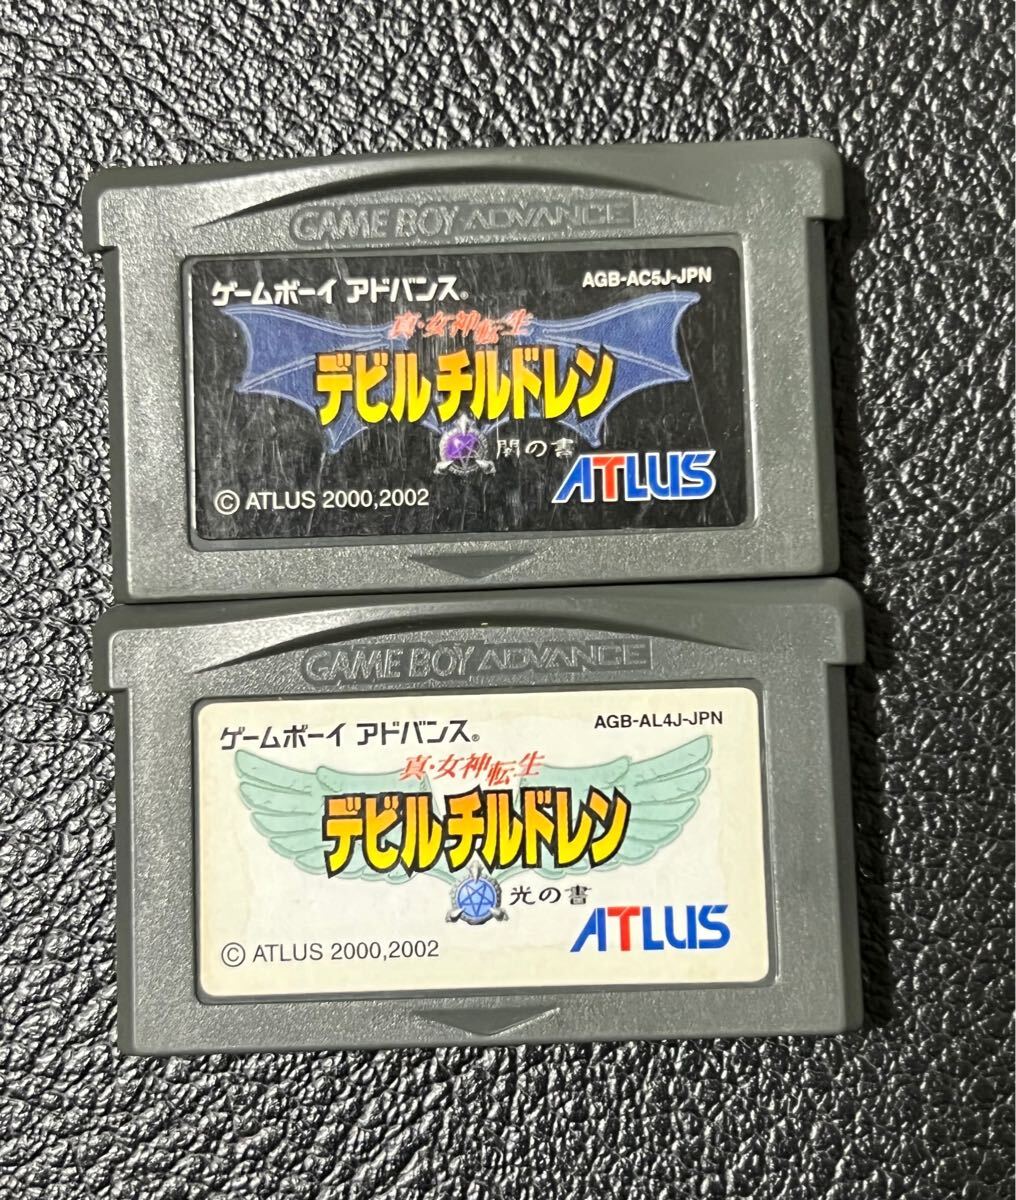 GAME BOY ADVANCE
ゲームボーイ アドバンス®
AGB-AC5J-JPN
真・女神転生
デビルチルドレン
闇の書
ATLUS
© ATLUS 2000,2002
GAME BOY ADVANCE
ゲームボーイ アドバンス®
AGB-AL4J-JPN
真・女神転生
デビルチルドレン
光の書
ATLUS
© ATLUS 2000,2002